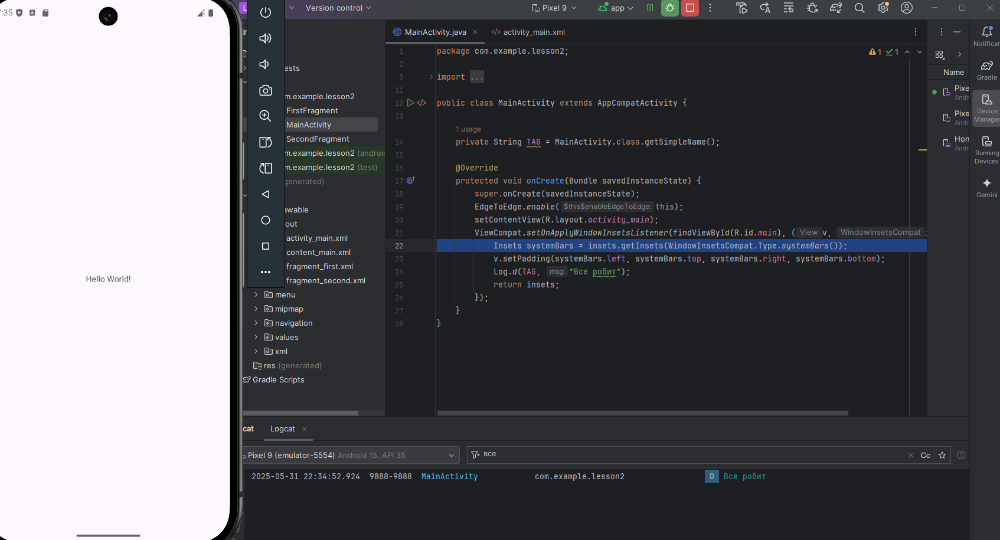 :35
Version control
Pixel 9
app
MainActivity.java
activity_main.xml
ests
m.example.lesson2
FirstFragment
MainActivity
SecondFragment
m.example.lesson2 (androic
m.example.lesson2 (test)
generated)
awable
out
activity_main.xml
content_main.xml
fragment_first.xml
fragment_second.xml
menu
mipmap
navigation
values
xml
res (generated)
Gradle Scripts
1 package com.example.lesson2;
2
3 import ...
11
12 public class MainActivity extends AppCompatActivity {
13
1 usage
14 private String TAG = MainActivity.class.getSimpleName();
15
16 @Override
17 protected void onCreate(Bundle savedInstanceState) {
18 super.onCreate(savedInstanceState);
19 EdgeToEdge.enable( $this$enableEdgeToEdge: this);
20 setContentView(R.layout.activity_main);
21 ViewCompat.setOnApplyWindowInsetsListener(findViewById(R.id.main), ( View v, WindowInsetsCompat
22 Insets systemBars = insets.getInsets(WindowInsetsCompat.Type.systemBars());
23 v.setPadding(systemBars.left, systemBars.top, systemBars.right, systemBars.bottom);
24 Log.d(TAG, msg: "Все робит");
25 return insets;
26 });
27 }
28 }
1 1
Name
Pixe
Andr
Pixe
Andr
Hon
Andr
Notificat
Gradle
Device
Manager
Running
Devices
Gemini
Hello World!
cat
Logcat
Pixel 9 (emulator-5554) Android 15, API 35
все
Cc
2025-05-31 22:34:52.924 9888-9888 MainActivity com.example.lesson2 D Все робит